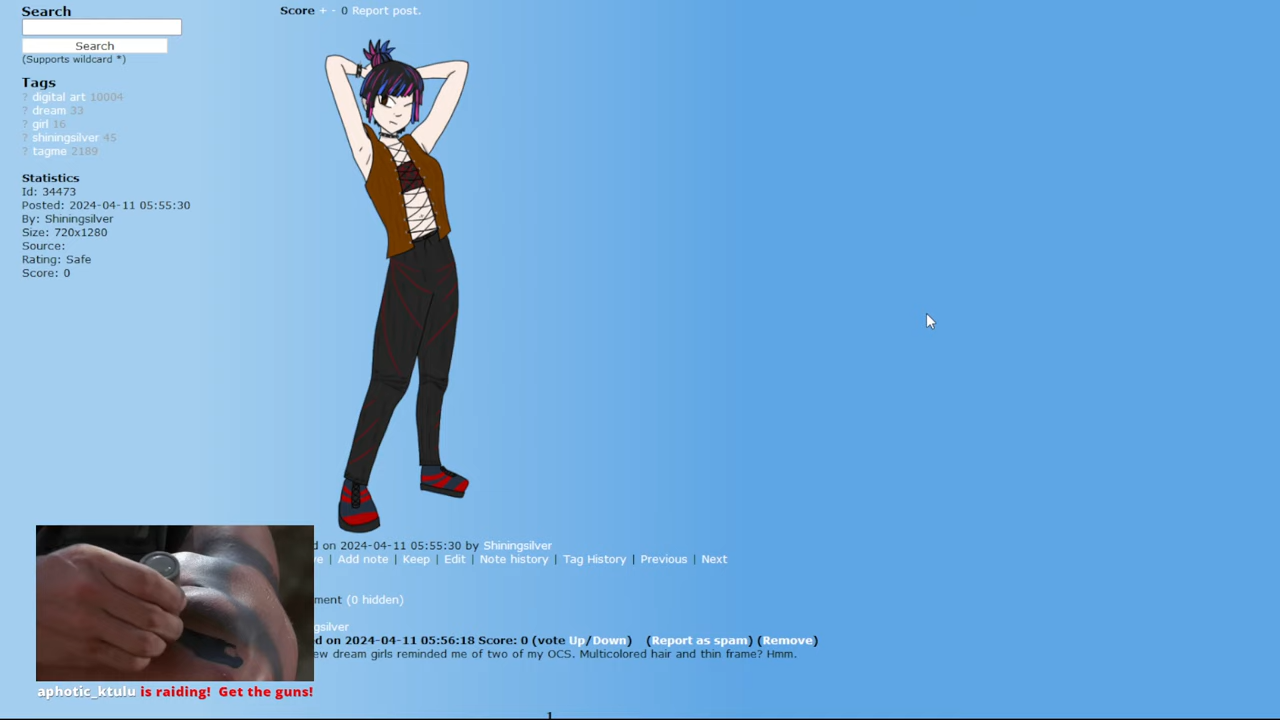 Search
Search
(Supports wildcard *)
Tags
? digital art 10004
? dream 33
? girl 16
? shiningsilver 45
? tagme 2189
Statistics
Id: 34473
Posted: 2024-04-11 05:55:30
By: Shiningsilver
Size: 720x1280
Source:
Rating: Safe
Score: 0
Score + - 0 Report post.
d on 2024-04-11 05:55:30 by Shiningsilver
ve | Add note | Keep | Edit | Note history | Tag History | Previous | Next
ment (0 hidden)
gsilver
d on 2024-04-11 05:56:18 Score: 0 (vote Up/Down) (Report as spam) (Remove)
ew dream girls reminded me of two of my OCS. Multicolored hair and thin frame? Hmm.
aphotic_ktulu is raiding! Get the guns!
1